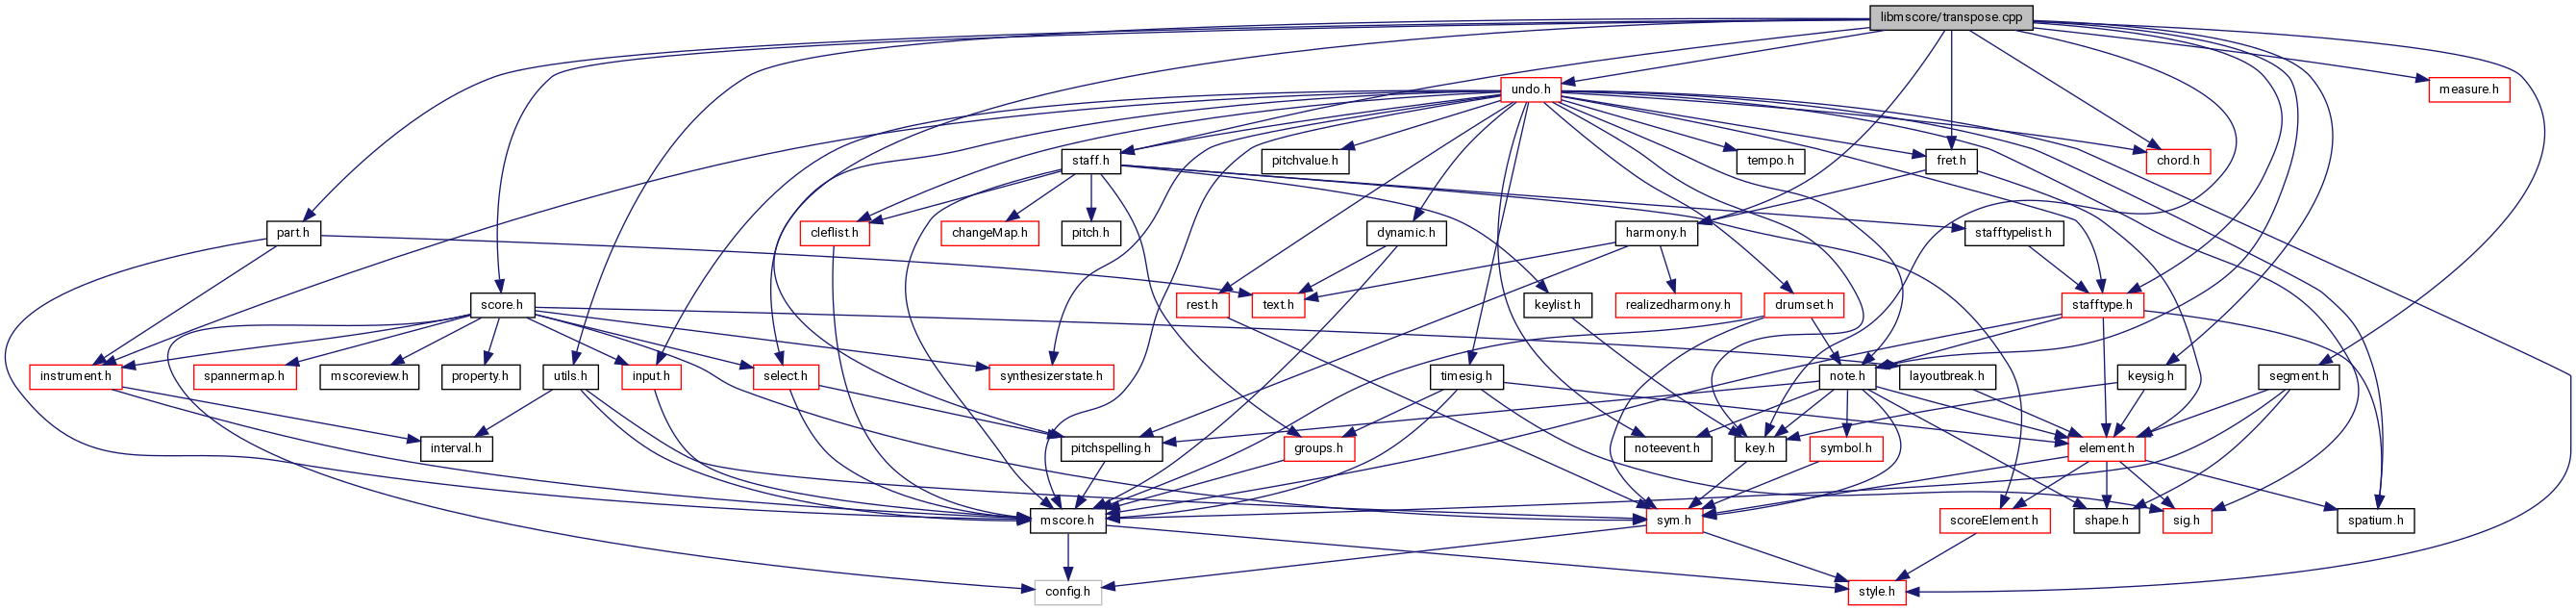 libmscore/transpose.cpp
undo.h
measure.h
staff.h
pitchvalue.h
tempo.h
fret.h
chord.h
part.h
cleflist.h
changeMap.h
pitch.h
dynamic.h
harmony.h
stafftypelist.h
score.h
rest.h
text.h
keylist.h
realizedharmony.h
drumset.h
stafftype.h
instrument.h
spannermap.h
mscoreview.h
property.h
utils.h
input.h
select.h
synthesizerstate.h
timesig.h
note.h
layoutbreak.h
keysig.h
segment.h
interval.h
pitchspelling.h
groups.h
noteevent.h
key.h
symbol.h
element.h
mscore.h
sym.h
scoreElement.h
shape.h
sig.h
spatium.h
config.h
style.h